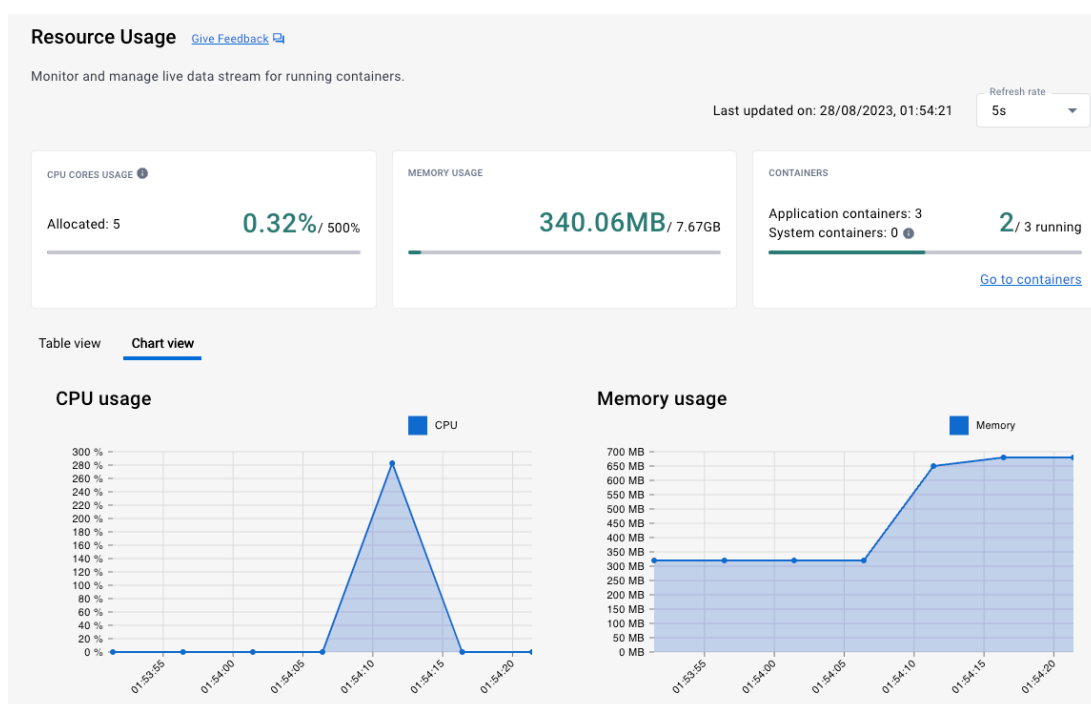 Resource Usage Give Feedback
Monitor and manage live data stream for running containers.
Refresh rate
Last updated on: 28/08/2023, 01:54:21 5s
CPU CORES USAGE
Allocated: 5 0.32% / 500%
MEMORY USAGE
340.06MB / 7.67GB
CONTAINERS
Application containers: 3
System containers: 0
2 / 3 running
Go to containers
Table view Chart view
CPU usage
CPU
300 %
280 %
260 %
240 %
220 %
200 %
180 %
160 %
140 %
120 %
100 %
80 %
60 %
40 %
20 %
0 %
01:53:55 01:54:00 01:54:05 01:54:10 01:54:15 01:54:20
Memory usage
Memory
700 MB
650 MB
600 MB
550 MB
500 MB
450 MB
400 MB
350 MB
300 MB
250 MB
200 MB
150 MB
100 MB
50 MB
0 MB
01:53:55 01:54:00 01:54:05 01:54:10 01:54:15 01:54:20